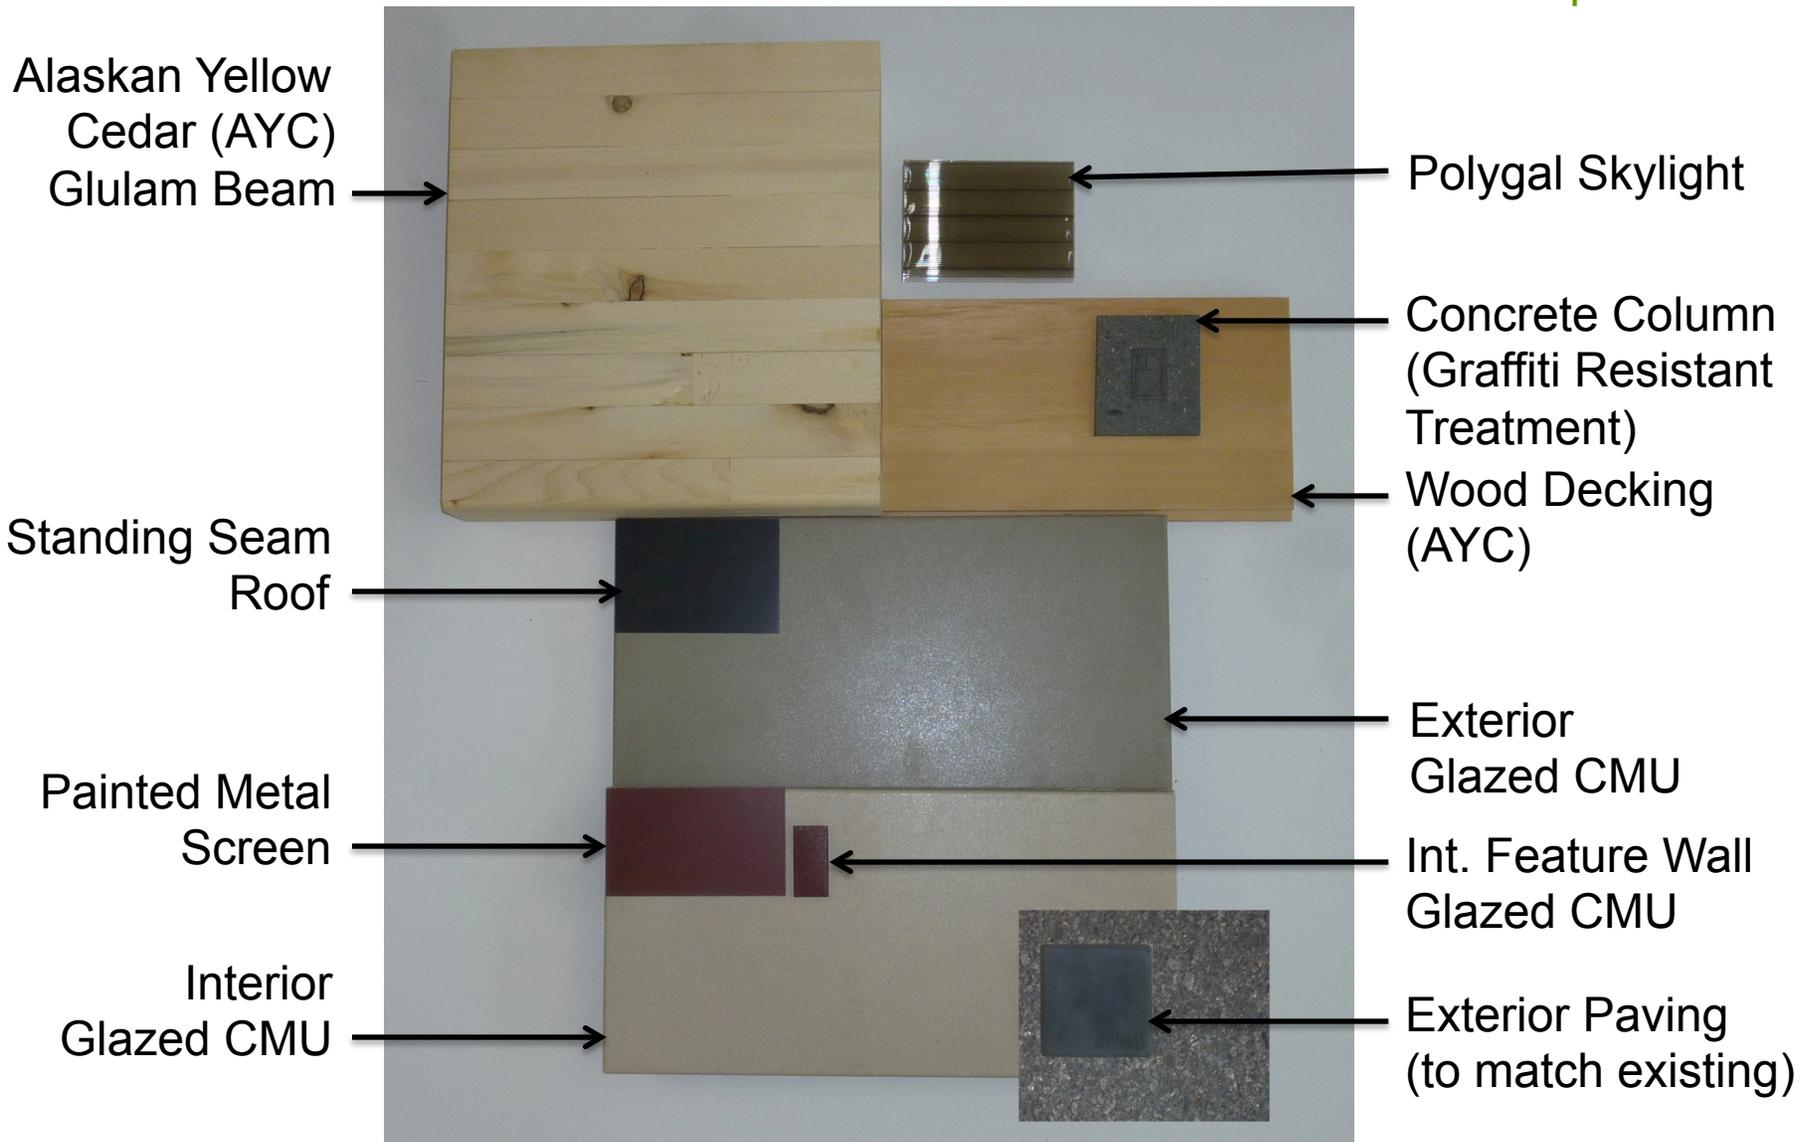 Alaskan Yellow
Cedar (AYC)
Glulam Beam
Polygal Skylight
Concrete Column
(Graffiti Resistant
Treatment)
Wood Decking
(AYC)
Standing Seam
Roof
Exterior
Glazed CMU
Painted Metal
Screen
Int. Feature Wall
Glazed CMU
Interior
Glazed CMU
Exterior Paving
(to match existing)